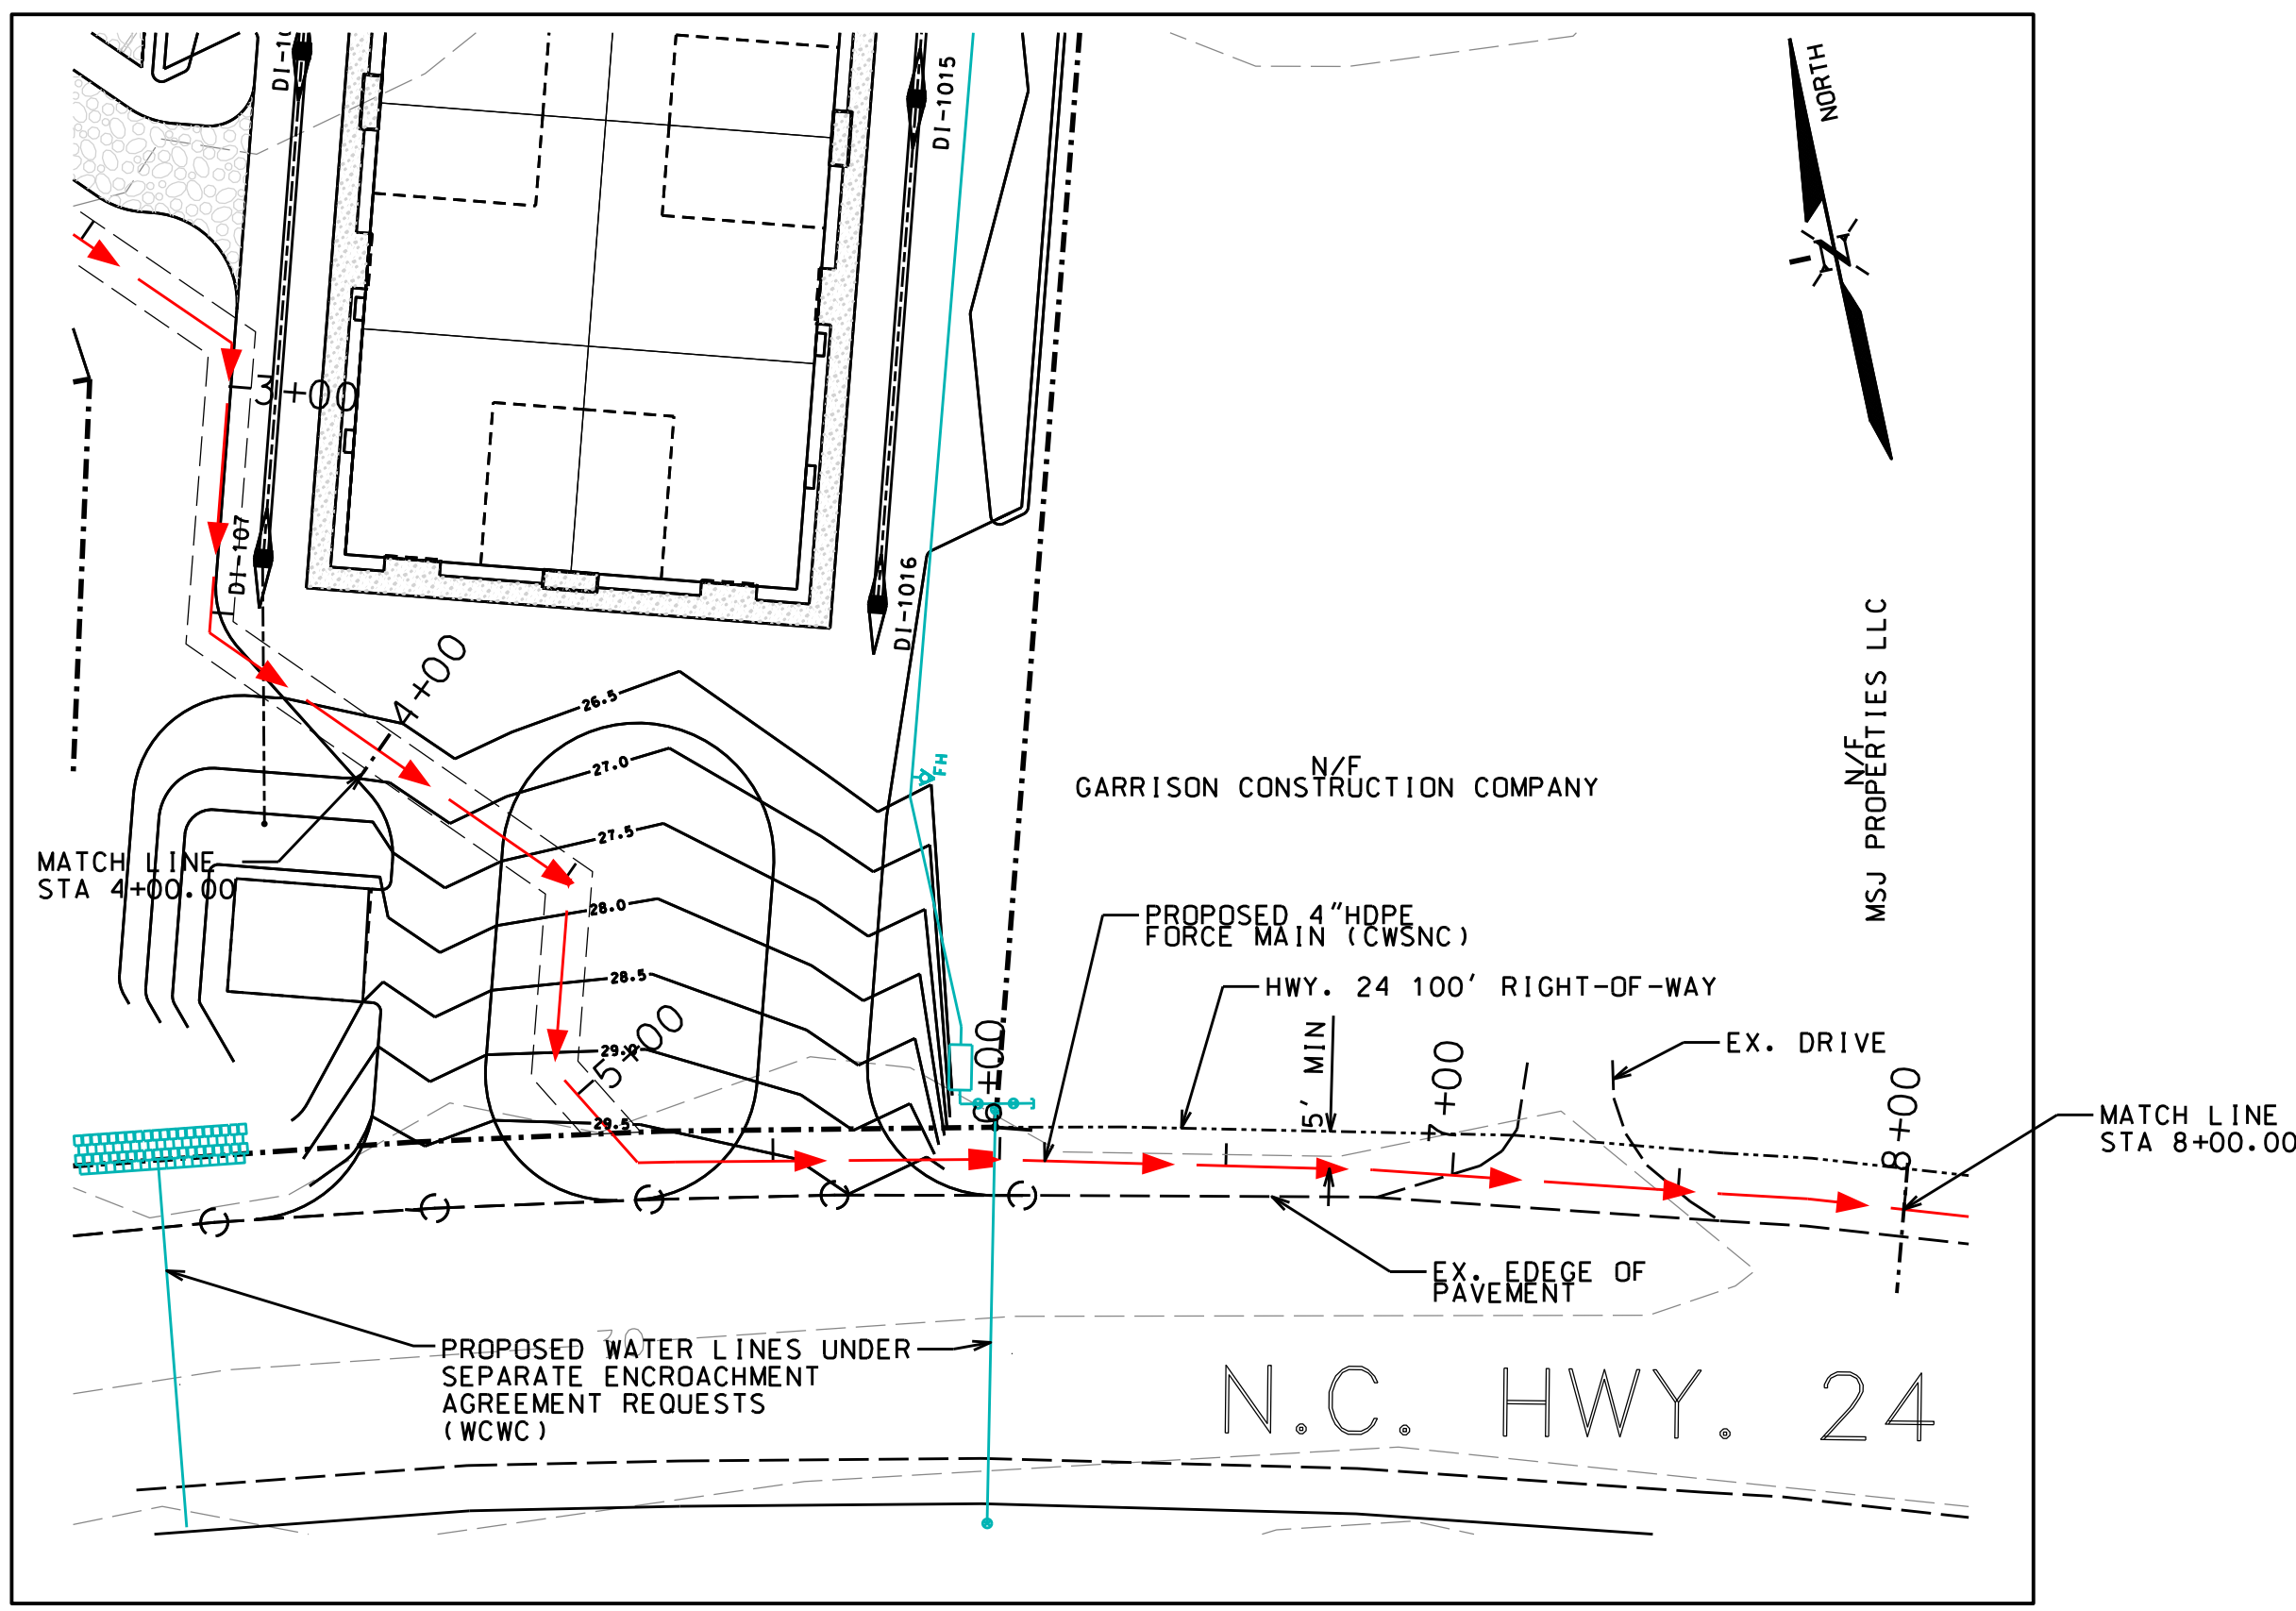 DI-1015
NORTH
3+00
DI-107
DI-1016
4+00
26.5
27.0
27.5
28.0
28.5
29.0
29.5
FH
N/F
GARRISON CONSTRUCTION COMPANY
N/F
MSJ PROPERTIES LLC
MATCH LINE
STA 4+00.00
PROPOSED 4"HDPE
FORCE MAIN (CWSNC)
HWY. 24 100' RIGHT-OF-WAY
5+00
6+00
5' MIN
7+00
EX. DRIVE
8+00
MATCH LINE
STA 8+00.00
EX. EDEGE OF
PAVEMENT
30
PROPOSED WATER LINES UNDER
SEPARATE ENCROACHMENT
AGREEMENT REQUESTS
(WCWC)
N.C. HWY. 24